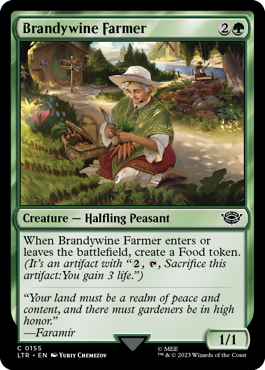 Brandywine Farmer 2
Creature — Halfling Peasant
When Brandywine Farmer enters or
leaves the battlefield, create a Food token.
(It's an artifact with “2, , Sacrifice this
artifact:You gain 3 life.”)
“Your land must be a realm of peace and
content, and there must gardeners be in high
honor.”
—Faramir
1/1
C 0155
LTR • EN YURIY CHEMEZOV
™ & © 2023 Wizards of the Coast
© MEE